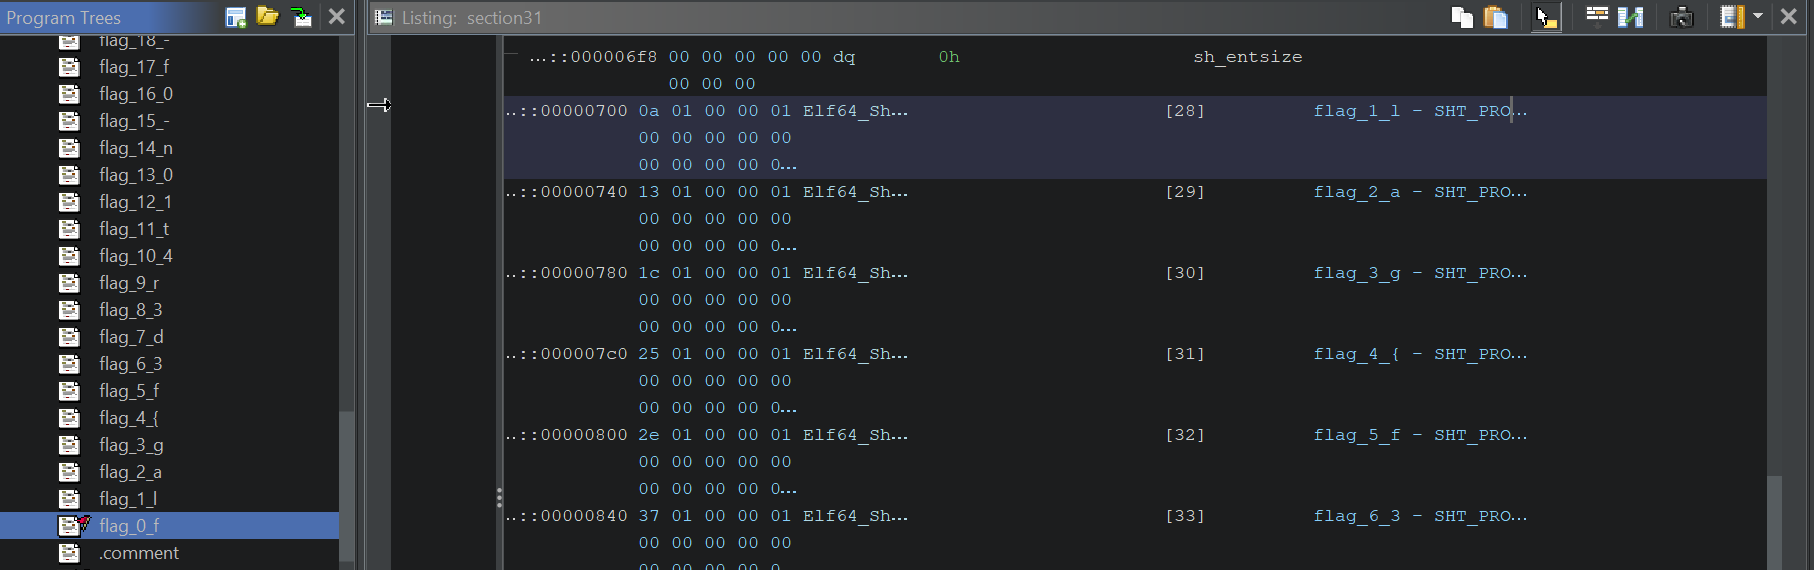 Program Trees
flag_18_-
flag_17_f
flag_16_0
flag_15_-
flag_14_n
flag_13_0
flag_12_1
flag_11_t
flag_10_4
flag_9_r
flag_8_3
flag_7_d
flag_6_3
flag_5_f
flag_4_{
flag_3_g
flag_2_a
flag_1_l
flag_0_f
.comment
Listing: section31
...::000006f8 00 00 00 00 00 dq 0h sh_entsize
00 00 00
..::00000700 0a 01 00 00 01 Elf64_Sh... [28] flag_1_l - SHT_PRO...
00 00 00 00 00
00 00 00 00 0...
..::00000740 13 01 00 00 01 Elf64_Sh... [29] flag_2_a - SHT_PRO...
00 00 00 00 00
00 00 00 00 0...
..::00000780 1c 01 00 00 01 Elf64_Sh... [30] flag_3_g - SHT_PRO...
00 00 00 00 00
00 00 00 00 0...
..::000007c0 25 01 00 00 01 Elf64_Sh... [31] flag_4_{ - SHT_PRO...
00 00 00 00 00
00 00 00 00 0...
..::00000800 2e 01 00 00 01 Elf64_Sh... [32] flag_5_f - SHT_PRO...
00 00 00 00 00
00 00 00 00 0...
..::00000840 37 01 00 00 01 Elf64_Sh... [33] flag_6_3 - SHT_PRO...
00 00 00 00 00
00 00 00 00 0